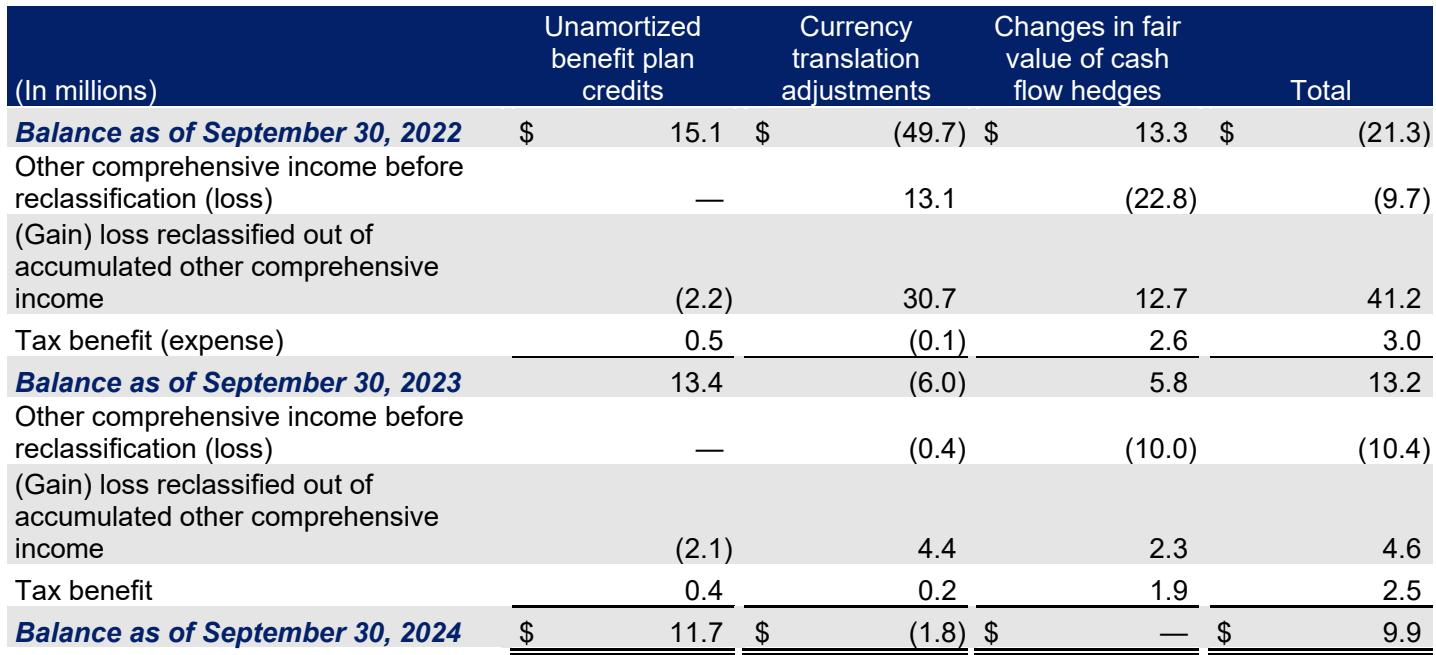 Unamortized Currency Changes in fair
benefit plan translation value of cash
(In millions) credits adjustments flow hedges Total
Balance as of September 30, 2022 $ 15.1 $ (49.7) $ 13.3 $ (21.3)
Other comprehensive income before
reclassification (loss) — 13.1 (22.8) (9.7)
(Gain) loss reclassified out of
accumulated other comprehensive
income (2.2) 30.7 12.7 41.2
Tax benefit (expense) 0.5 (0.1) 2.6 3.0
Balance as of September 30, 2023 13.4 (6.0) 5.8 13.2
Other comprehensive income before
reclassification (loss) — (0.4) (10.0) (10.4)
(Gain) loss reclassified out of
accumulated other comprehensive
income (2.1) 4.4 2.3 4.6
Tax benefit 0.4 0.2 1.9 2.5
Balance as of September 30, 2024 $ 11.7 $ (1.8) $ — $ 9.9